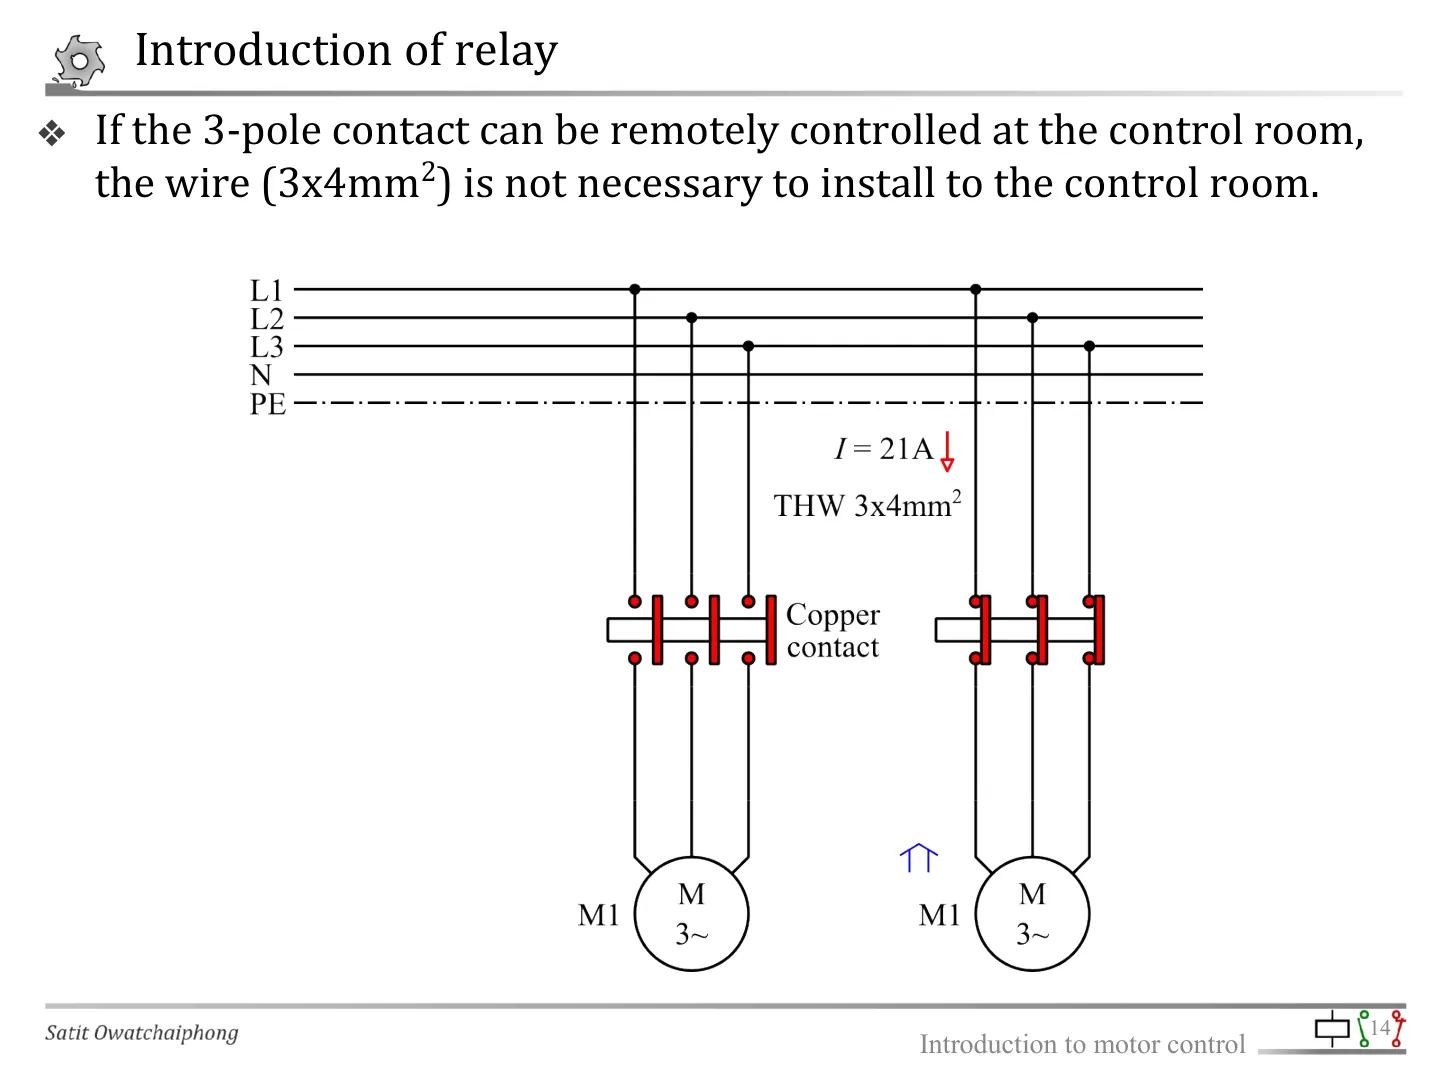 Introduction of relay
❖ If the 3-pole contact can be remotely controlled at the control room,
the wire (3x4mm²) is not necessary to install to the control room.
L1
L2
L3
N
PE
I = 21A
THW 3x4mm²
Copper
contact
M1
M
3~
M1
M
3~
Satit Owatchaiphong
Introduction to motor control
14